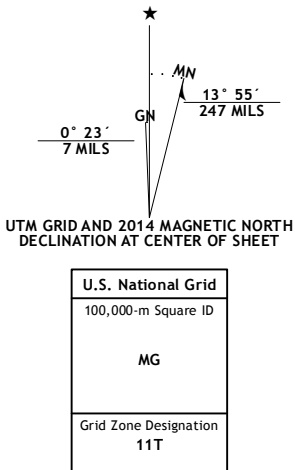 MN
13° 55´
247 MILS
GN
0° 23´
7 MILS
UTM GRID AND 2014 MAGNETIC NORTH
DECLINATION AT CENTER OF SHEET
U.S. National Grid
100,000-m Square ID
MG
Grid Zone Designation
11T